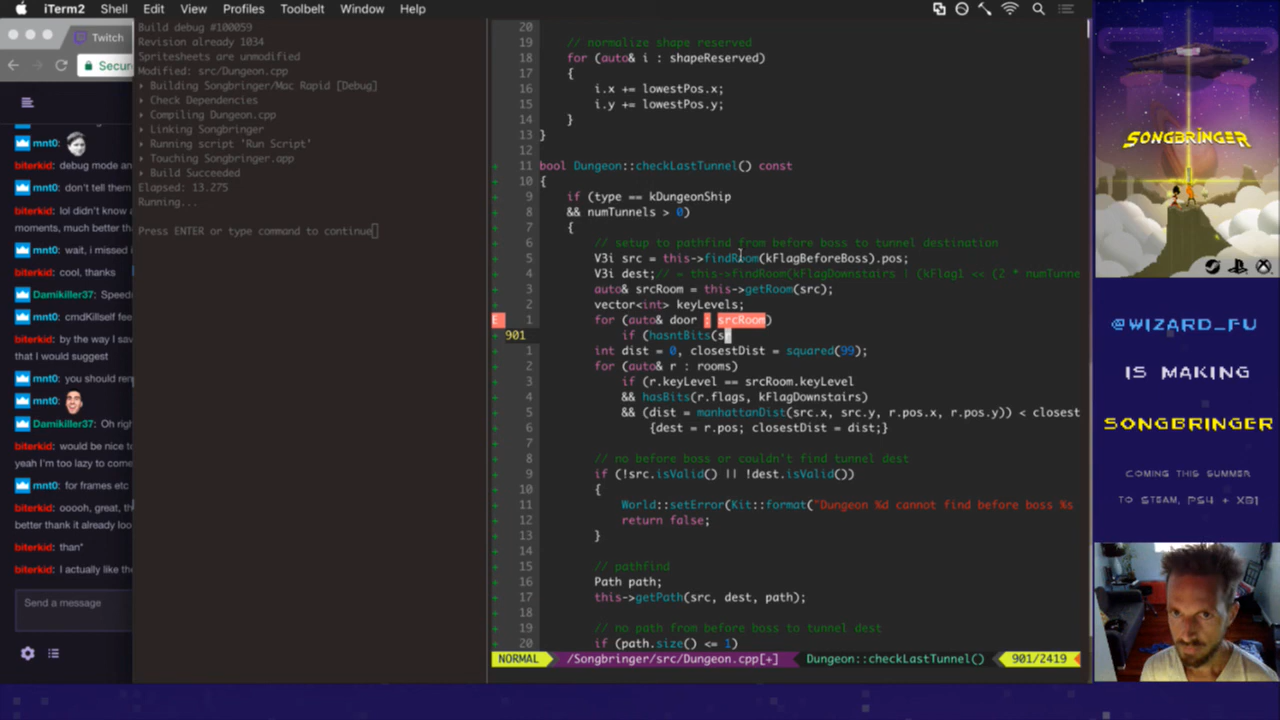 iTerm2 Shell Edit View Profiles Toolbelt Window Help
Twitch
Secure
mnt0:
biterkid: debug mode an
mnt0: don't tell them
biterkid: lol didn't know
moments, much better th
mnt0: wait, i missed i
biterkid: cool, thanks
Damikiller37: Speed
mnt0: cmdKillself fee
biterkid: by the way I sav
that I would suggest
mnt0: you should ren
mnt0:
Damikiller37: Oh righ
biterkid: would be nice to
yeah I'm too lazy to come
mnt0: for frames etc
biterkid: ooooh, great, th
better thank it already loo
biterkid: than*
biterkid: I actually like the
Send a message
Build debug #100059
Revision already 1034
Spritesheets are unmodified
Modified: src/Dungeon.cpp
Building Songbringer/Mac Rapid [Debug]
Check Dependencies
Compiling Dungeon.cpp
Linking Songbringer
Running script 'Run Script'
Touching Songbringer.app
Build Succeeded
Elapsed: 13.275
Running...
Press ENTER or type command to continue
20
19 // normalize shape reserved
18 for (auto& i : shapeReserved)
17 {
16 i.x += lowestPos.x;
15 i.y += lowestPos.y;
14 }
13 }
12
11 bool Dungeon::checkLastTunnel() const
10 {
9 if (type == kDungeonShip
8 && numTunnels > 0)
7 {
6 // setup to pathfind from before boss to tunnel destination
5 V3i src = this->findRoom(kFlagBeforeBoss).pos;
4 V3i dest;// = this->findRoom(kFlagDownstairs | (kFlag1 << (2 * numTunne
3 auto& srcRoom = this->getRoom(src);
2 vector<int> keyLevels;
E 1 for (auto& door : srcRoom)
901 if (hasntBits(s
1 int dist = 0, closestDist = squared(99);
2 for (auto& r : rooms)
3 if (r.keyLevel == srcRoom.keyLevel
4 && hasBits(r.flags, kFlagDownstairs)
5 && (dist = manhattanDist(src.x, src.y, r.pos.x, r.pos.y)) < closest
6 {dest = r.pos; closestDist = dist;}
7
8 // no before boss or couldn't find tunnel dest
9 if (!src.isValid() || !dest.isValid())
10 {
11 World::setError(Kit::format("Dungeon %d cannot find before boss %s
12 return false;
13 }
14
15 // pathfind
16 Path path;
17 this->getPath(src, dest, path);
18
19 // no path from before boss to tunnel dest
20 if (path.size() <= 1)
NORMAL /Songbringer/src/Dungeon.cpp[+] Dungeon::checkLastTunnel() 901/2419
SONGBRINGER
@WIZARD_FU
IS MAKING
SONGBRINGER
COMING THIS SUMMER
TO STEAM, PS4 + XB1